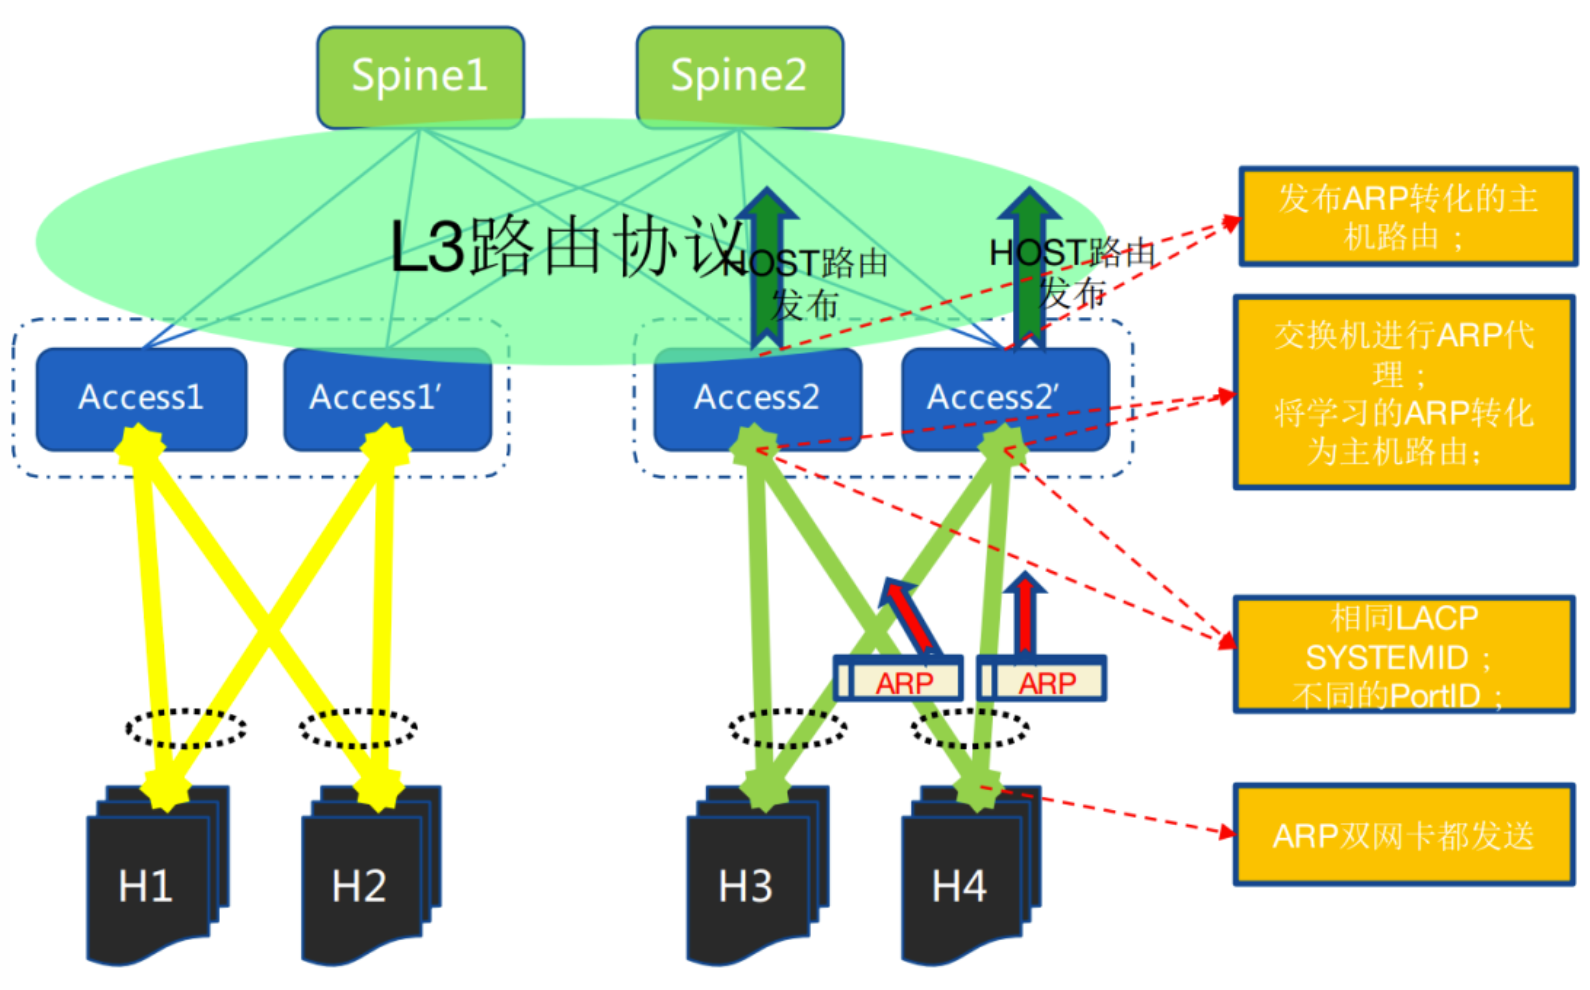 Spine1
Spine2
L3路由协议
HOST路由
发布
HOST路由
发布
Access1
Access1′
Access2
Access2′
ARP
ARP
H1
H2
H3
H4
发布ARP转化的主
机路由；
交换机进行ARP代
理；
将学习的ARP转化
为主机路由；
相同LACP
SYSTEMID；
不同的PortID；
ARP双网卡都发送